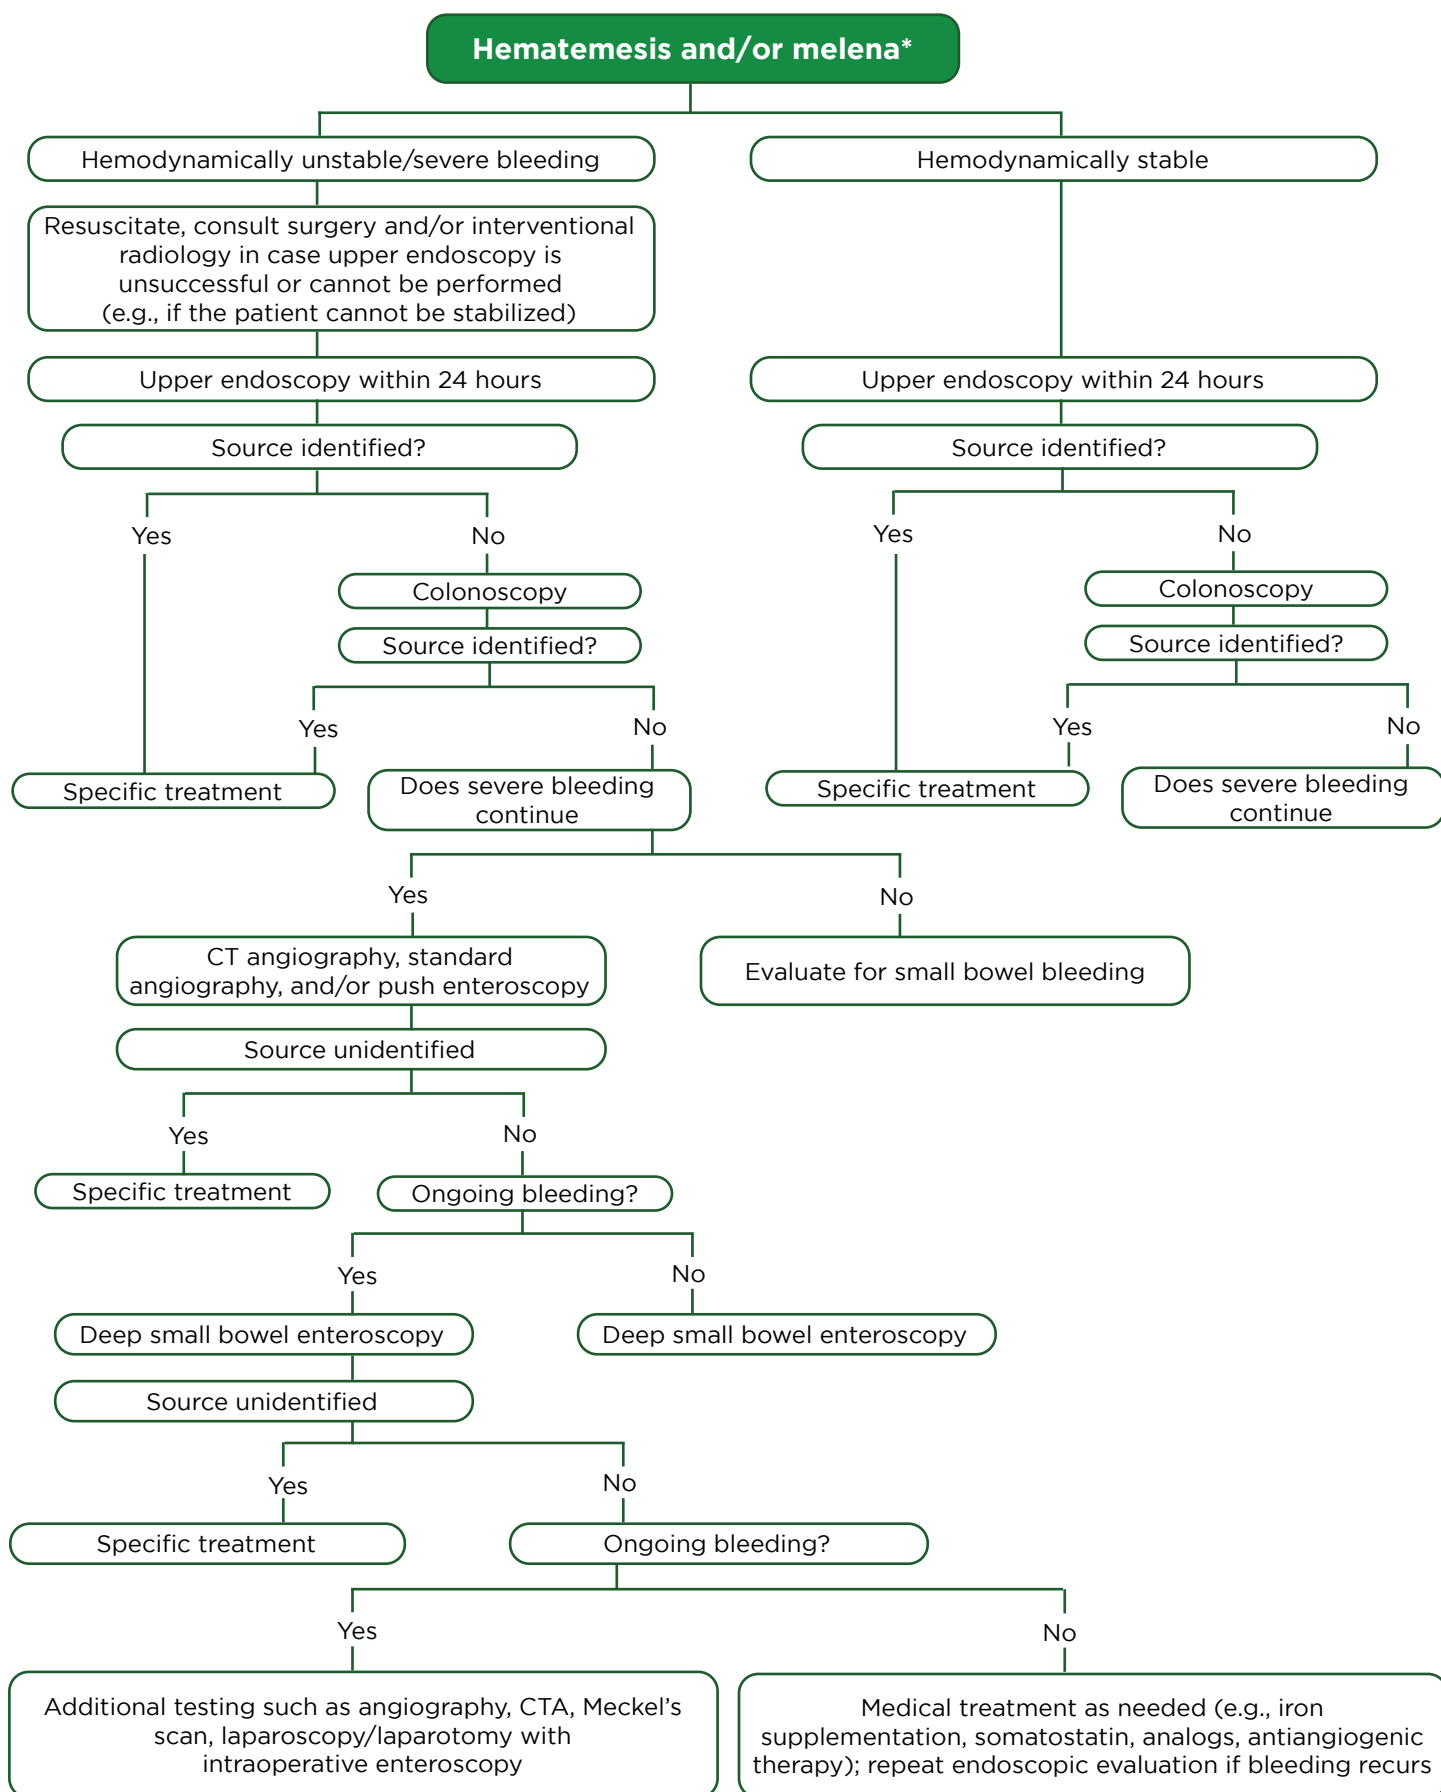 Hematemesis and/or melena*
Hemodynamically unstable/severe bleeding
Hemodynamically stable
Resuscitate, consult surgery and/or interventional
radiology in case upper endoscopy is
unsuccessful or cannot be performed
(e.g., if the patient cannot be stabilized)
Upper endoscopy within 24 hours
Upper endoscopy within 24 hours
Source identified?
Source identified?
Yes
No
Yes
No
Colonoscopy
Colonoscopy
Source identified?
Source identified?
Yes
No
Yes
No
Specific treatment
Does severe bleeding
continue
Specific treatment
Does severe bleeding
continue
Yes
No
CT angiography, standard
angiography, and/or push enteroscopy
Evaluate for small bowel bleeding
Source unidentified
Yes
No
Specific treatment
Ongoing bleeding?
Yes
No
Deep small bowel enteroscopy
Deep small bowel enteroscopy
Source unidentified
Yes
No
Specific treatment
Ongoing bleeding?
Yes
No
Additional testing such as angiography, CTA, Meckel's
scan, laparoscopy/laparotomy with
intraoperative enteroscopy
Medical treatment as needed (e.g., iron
supplementation, somatostatin, analogs, antiangiogenic
therapy); repeat endoscopic evaluation if bleeding recurs